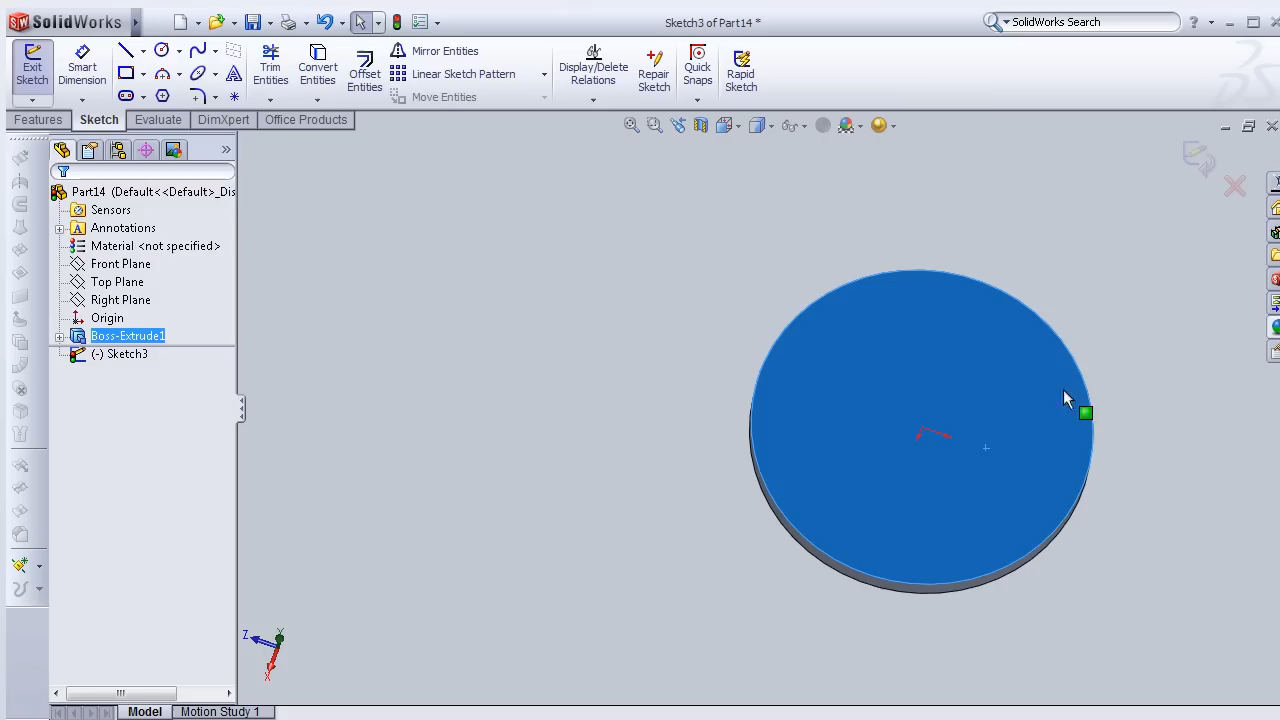 SolidWorks
Sketch3 of Part14 *
SolidWorks Search
Exit Sketch
Smart Dimension
Trim Entities
Convert Entities
Offset Entities
Mirror Entities
Linear Sketch Pattern
Move Entities
Display/Delete Relations
Repair Sketch
Quick Snaps
Rapid Sketch
Features
Sketch
Evaluate
DimXpert
Office Products
Part14 (Default<<Default>_Dis
Sensors
Annotations
Material <not specified>
Front Plane
Top Plane
Right Plane
Origin
Boss-Extrude1
(-) Sketch3
Y
Z
X
Model
Motion Study 1